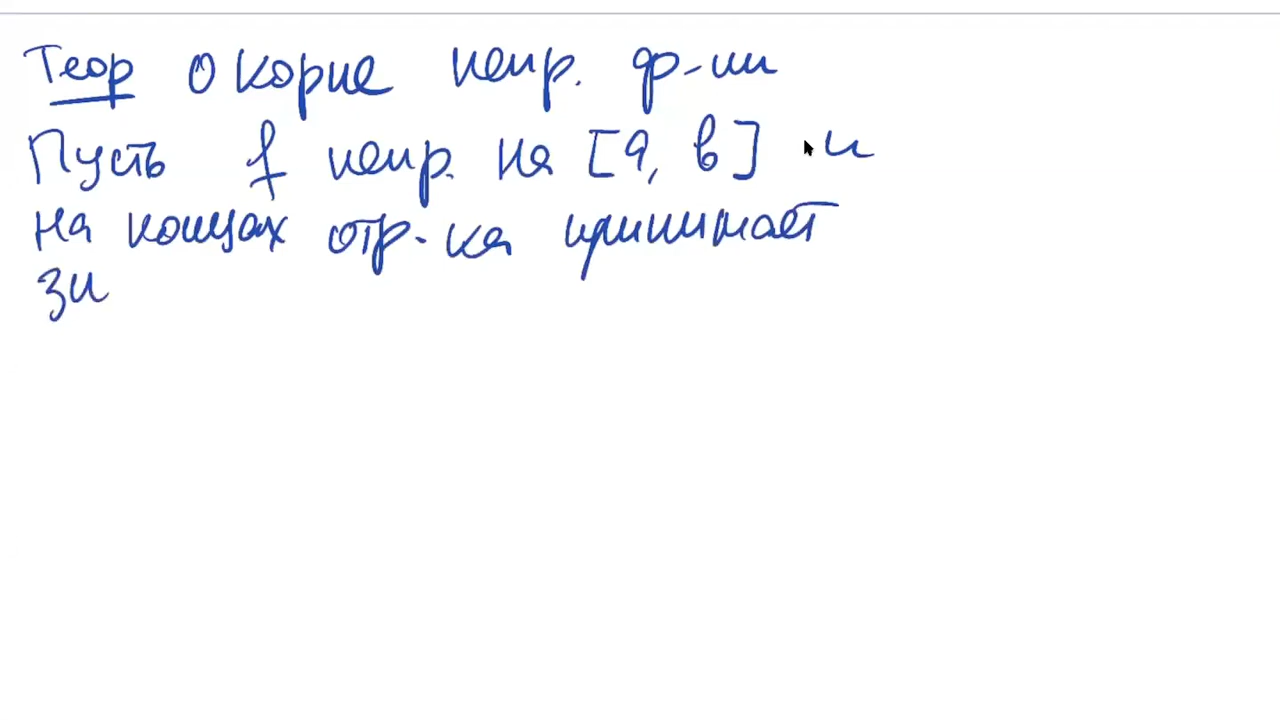 Теор о корне непр. ф-ии
Пусть f непр. на [a, b] и
на концах отр-ка принимает
зн